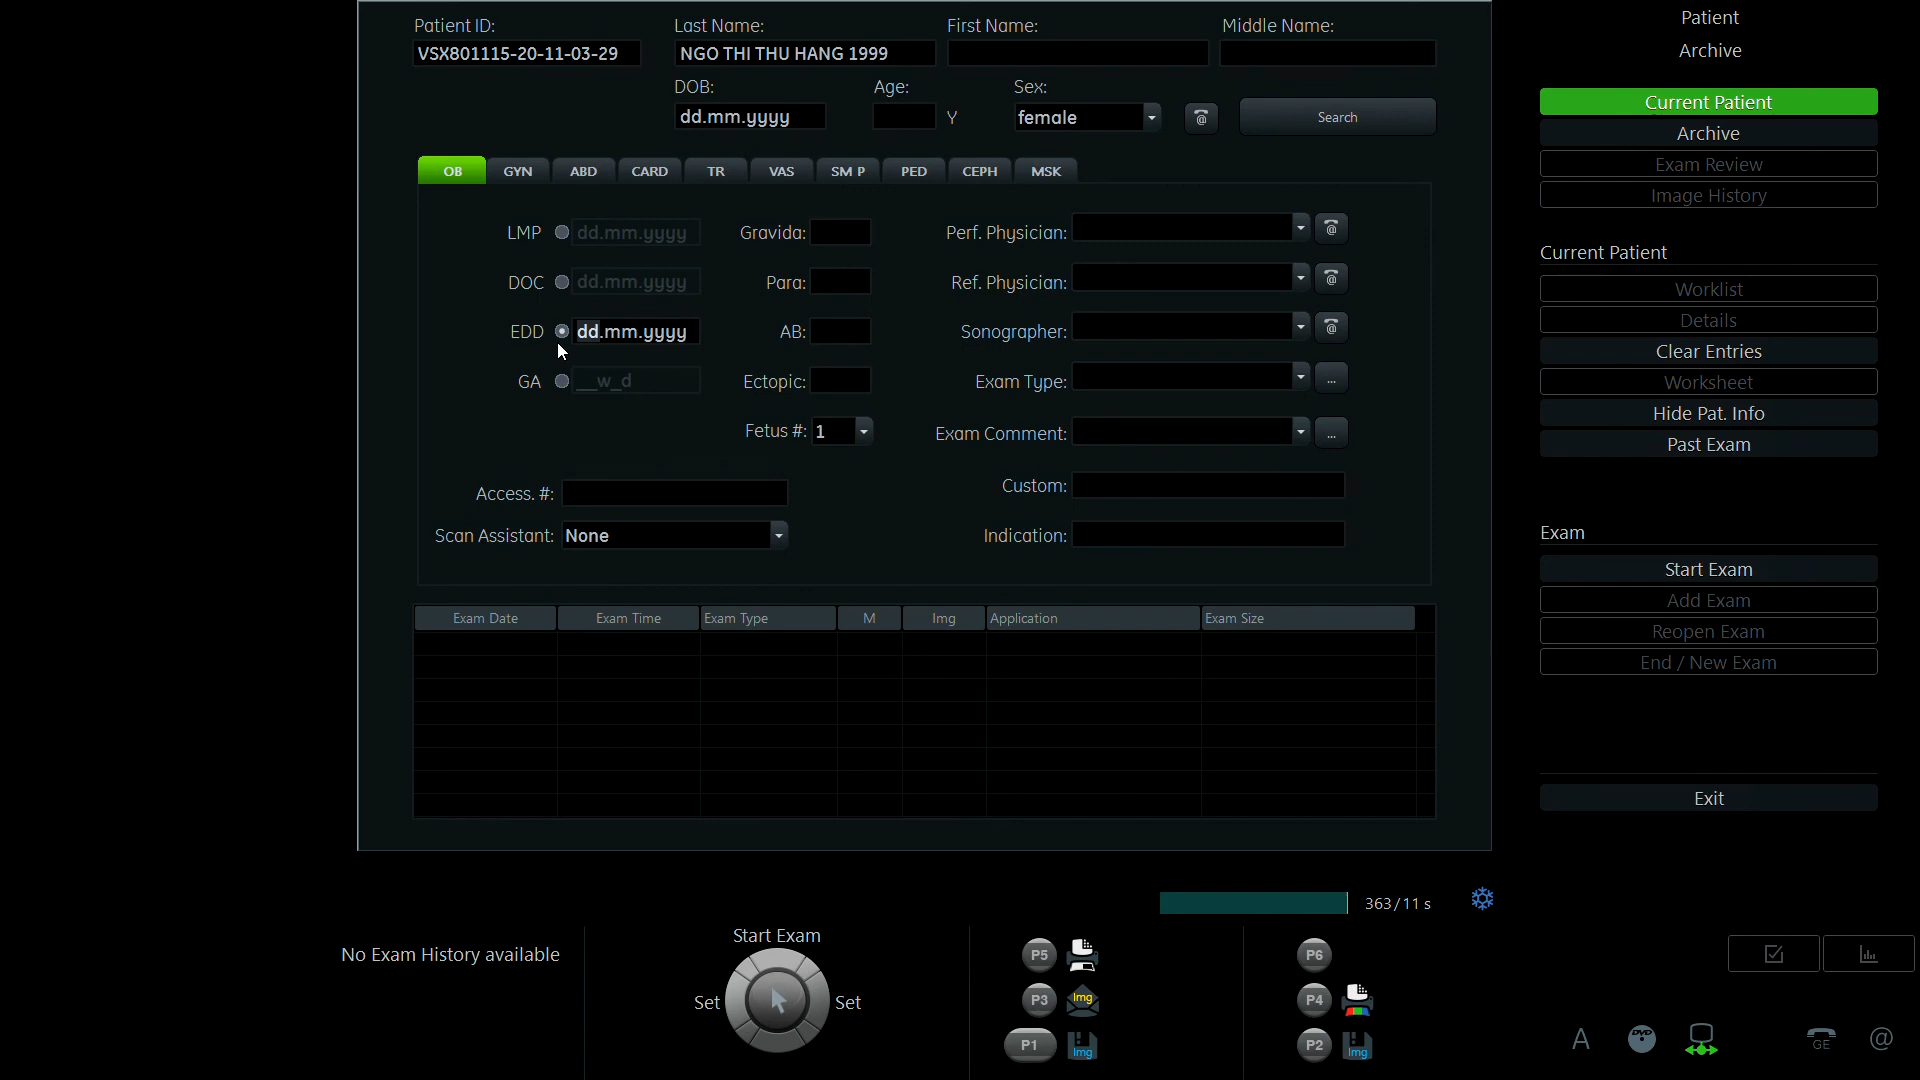 Patient ID: Last Name: First Name: Middle Name:
VSX801115-20-11-03-29 NGO THI THU HANG 1999
DOB: Age: Sex:
dd.mm.yyyy Y female Search
OB GYN ABD CARD TR VAS SM P PED CEPH MSK
LMP dd.mm.yyyy Gravida: Perf. Physician:
DOC dd.mm.yyyy Para: Ref. Physician:
EDD dd.mm.yyyy AB: Sonographer:
GA __w_d Ectopic: Exam Type: ...
Fetus #: 1 Exam Comment: ...
Access. #: Custom:
Scan Assistant: None Indication:
Exam Date Exam Time Exam Type M Img Application Exam Size
Patient
Archive
Current Patient
Archive
Exam Review
Image History
Current Patient
Worklist
Details
Clear Entries
Worksheet
Hide Pat. Info
Past Exam
Exam
Start Exam
Add Exam
Reopen Exam
End / New Exam
Exit
363/11 s
No Exam History available
Start Exam
Set Set
P5
P3 Img
P1 Img
P6
P4
P2 Img
A DVD GE @